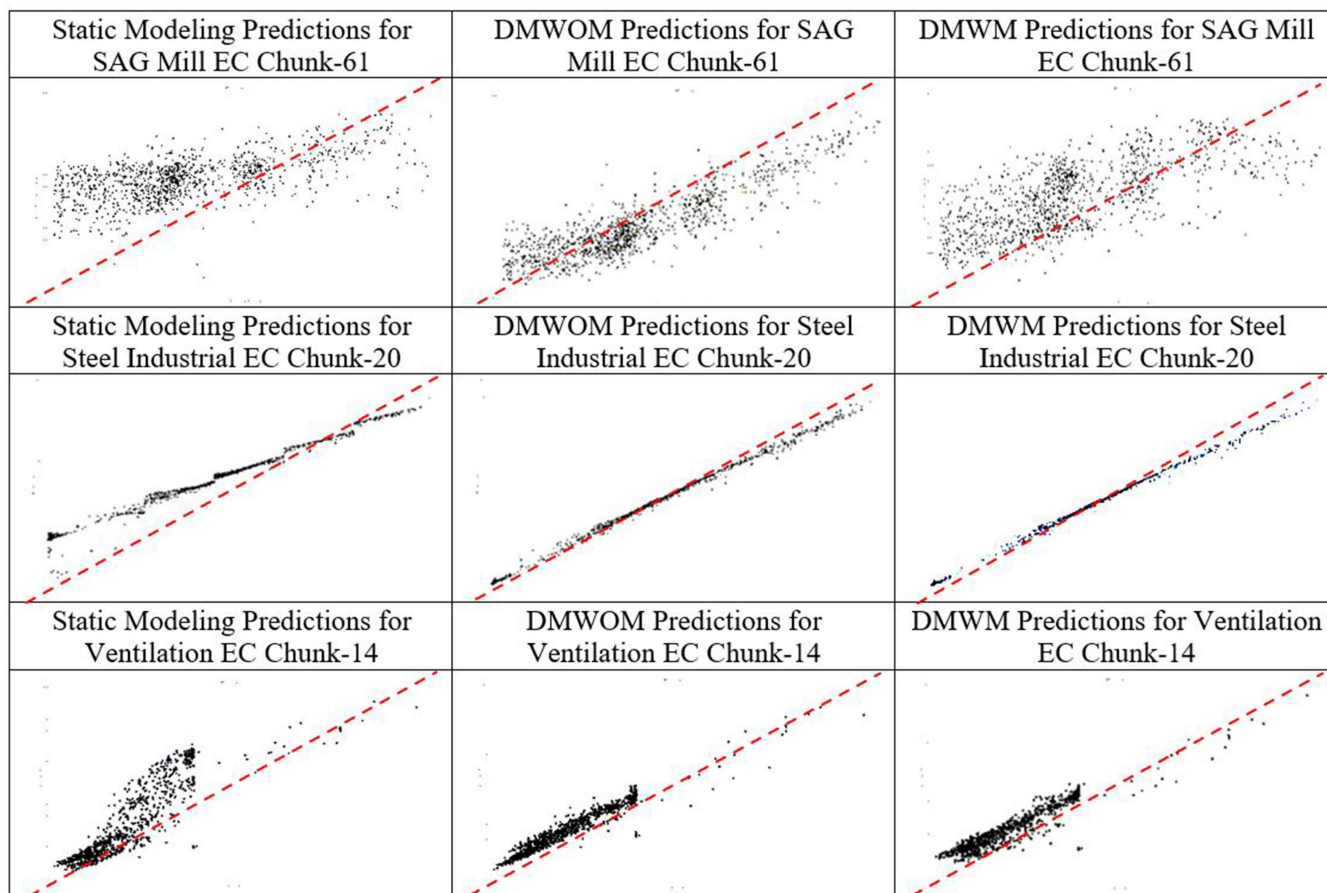 Static Modeling Predictions for
SAG Mill EC Chunk-61
DMWOM Predictions for SAG
Mill EC Chunk-61
DMWM Predictions for SAG Mill
EC Chunk-61
Static Modeling Predictions for
Steel Industrial EC Chunk-20
DMWOM Predictions for Steel
Industrial EC Chunk-20
DMWM Predictions for Steel
Industrial EC Chunk-20
Static Modeling Predictions for
Ventilation EC Chunk-14
DMWOM Predictions for
Ventilation EC Chunk-14
DMWM Predictions for Ventilation
EC Chunk-14